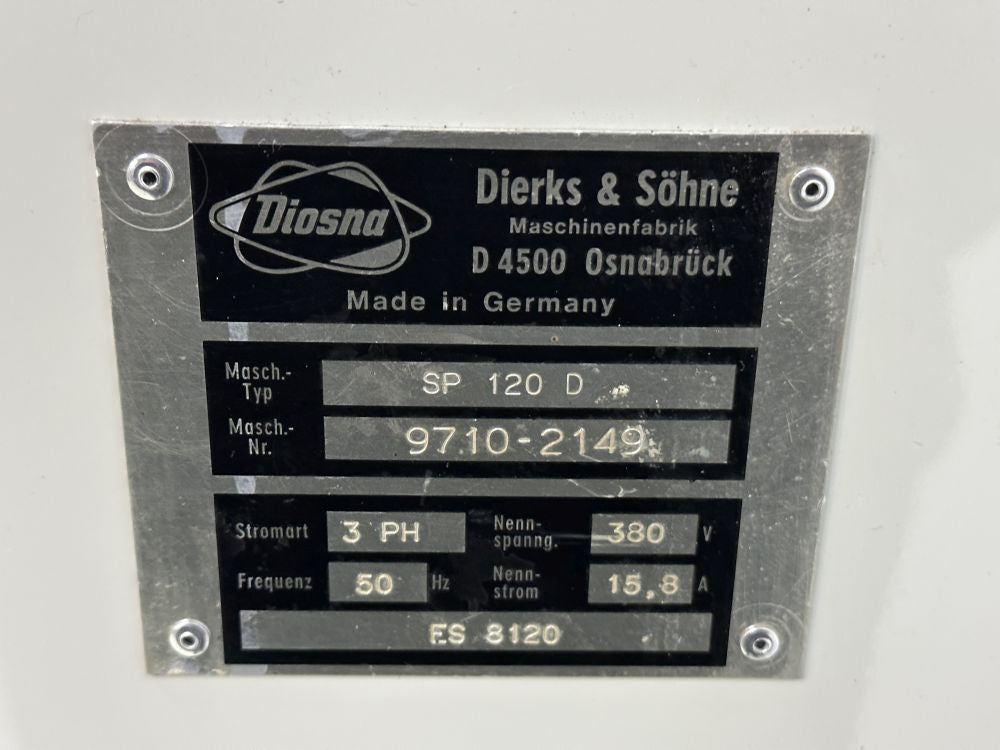 Diosna
Dierks & Söhne
Maschinenfabrik
D 4500 Osnabrück
Made in Germany
Masch.-
Typ
SP 120 D
Masch.-
Nr.
9710-2149
Stromart 3 PH
Nenn-
spanng. 380 V
Frequenz 50 Hz
Nenn-
strom 15,8 A
ES 8120